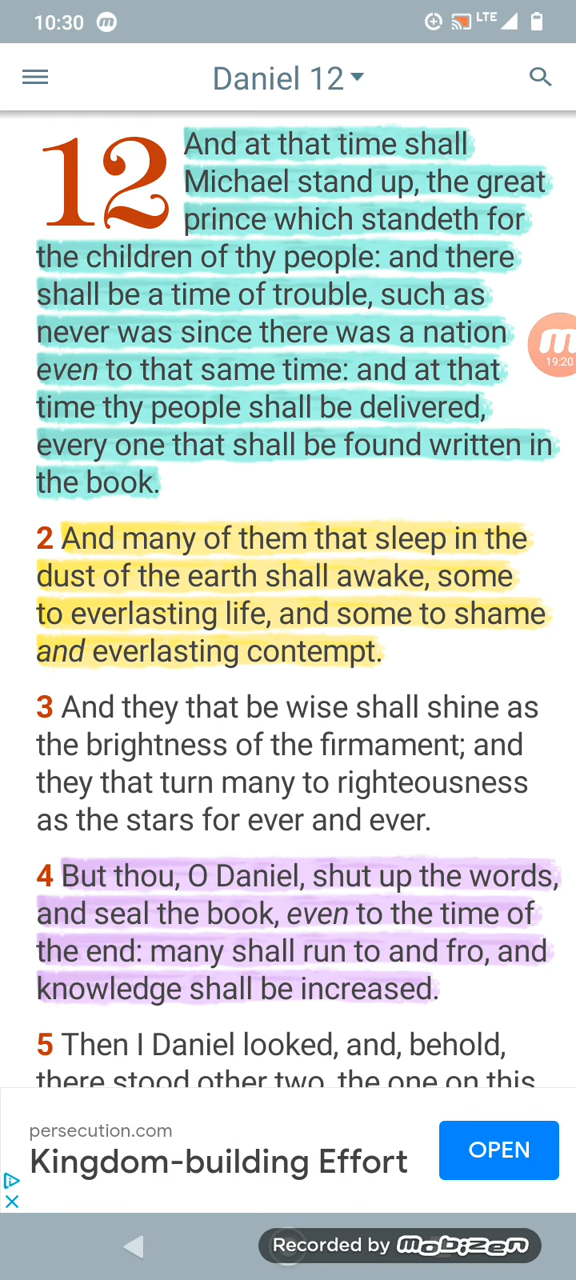 10:30 m LTE
Daniel 12
12 And at that time shall
Michael stand up, the great
prince which standeth for
the children of thy people: and there
shall be a time of trouble, such as
never was since there was a nation
even to that same time: and at that
time thy people shall be delivered,
every one that shall be found written in
the book.
m
19:20
2 And many of them that sleep in the
dust of the earth shall awake, some
to everlasting life, and some to shame
and everlasting contempt.
3 And they that be wise shall shine as
the brightness of the firmament; and
they that turn many to righteousness
as the stars for ever and ever.
4 But thou, O Daniel, shut up the words,
and seal the book, even to the time of
the end: many shall run to and fro, and
knowledge shall be increased.
5 Then I Daniel looked, and, behold,
there stood other two, the one on this
persecution.com
Kingdom-building Effort
OPEN
Recorded by mobizen